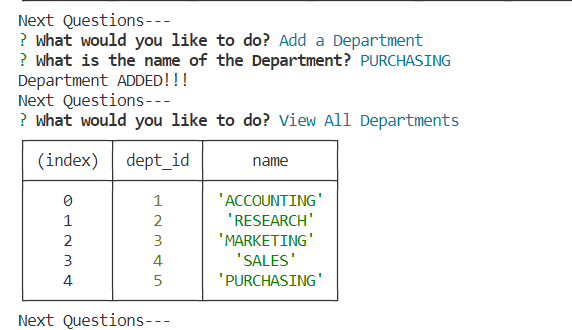 Next Questions---
? What would you like to do? Add a Department
? What is the name of the Department? PURCHASING
Department ADDED!!!
Next Questions---
? What would you like to do? View All Departments
(index) dept_id name
0 1 'ACCOUNTING'
1 2 'RESEARCH'
2 3 'MARKETING'
3 4 'SALES'
4 5 'PURCHASING'
Next Questions---